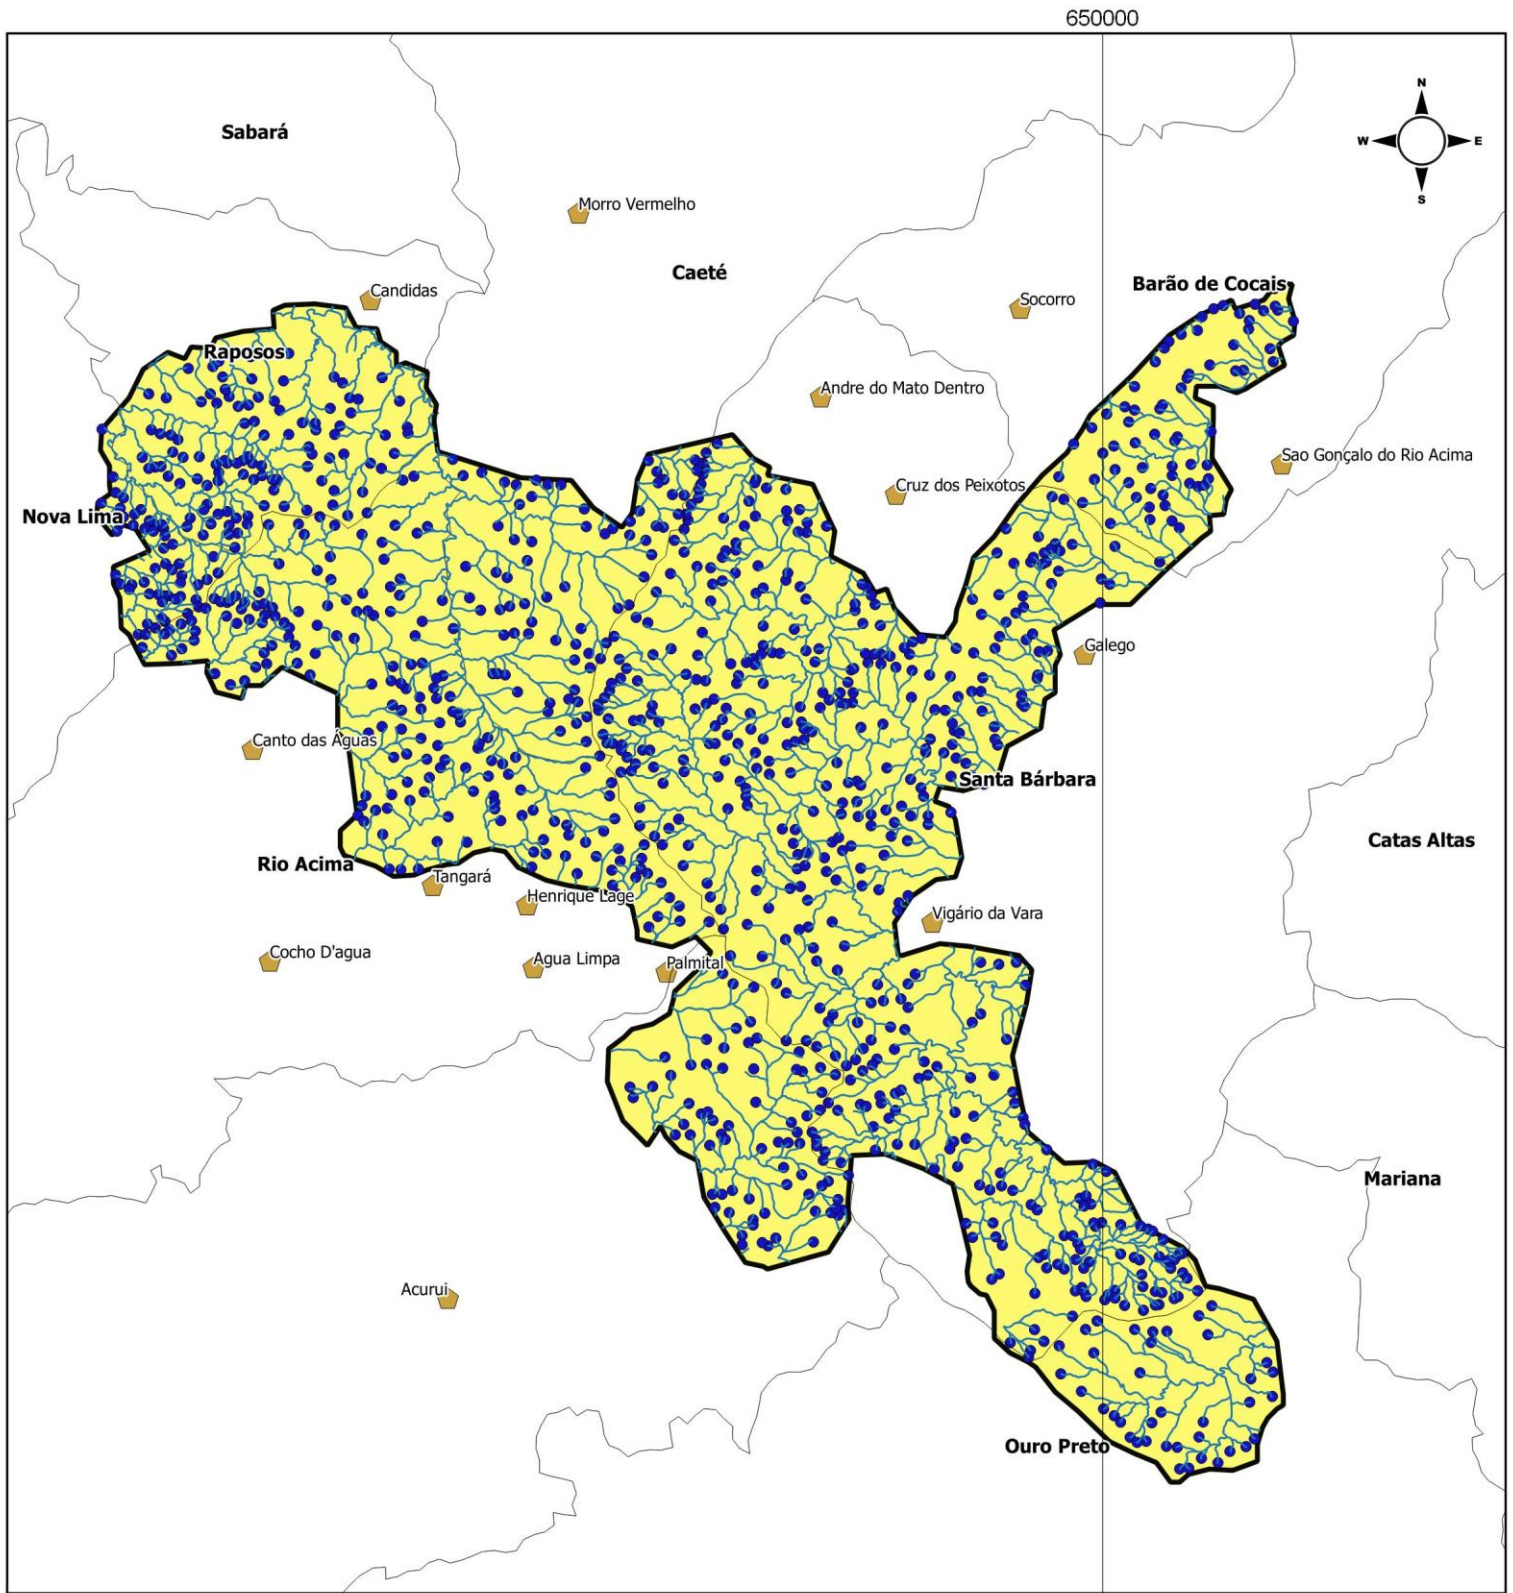 650000
N
W E
S
Sabará
Morro Vermelho
Caeté
Candidas
Socorro
Barão de Cocais
Raposos
Andre do Mato Dentro
Sao Gonçalo do Rio Acima
Cruz dos Peixotos
Nova Lima
Galego
Canto das Águas
Santa Bárbara
Catas Altas
Rio Acima
Tangará
Henrique Lage
Vigário da Vara
Cocho D'agua
Agua Limpa
Palmital
Mariana
Acurui
Ouro Preto